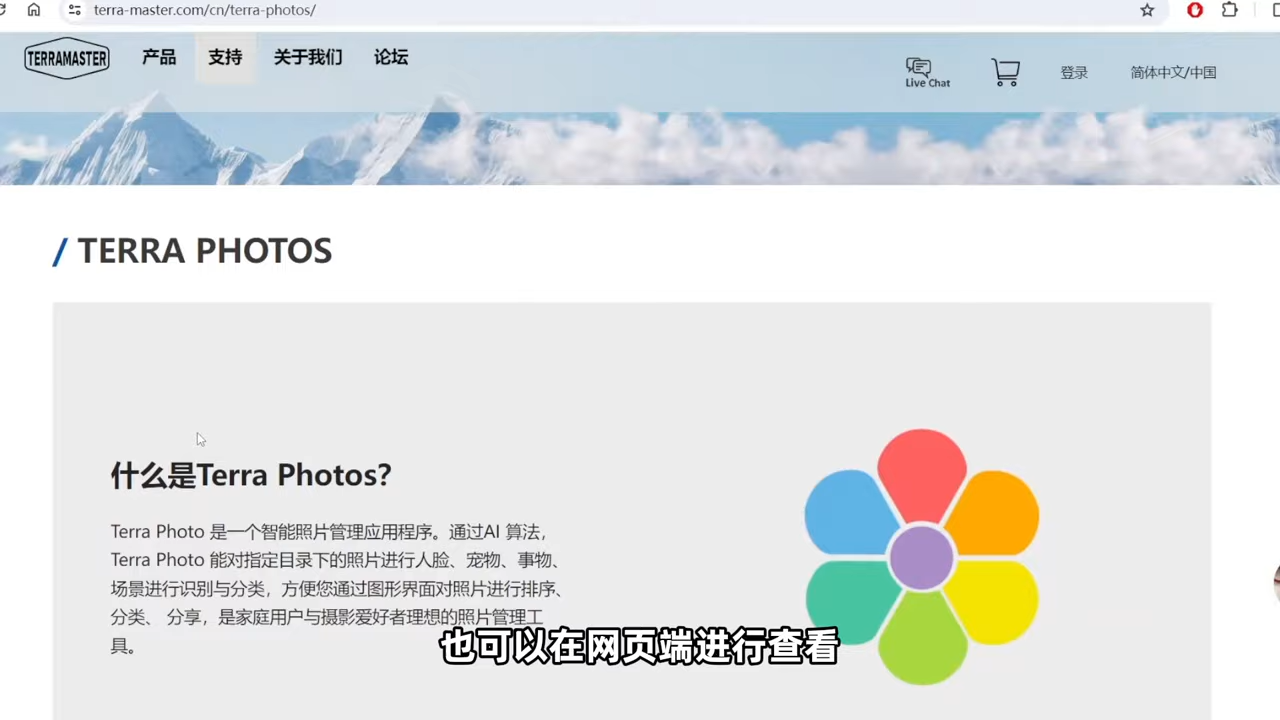 terra-master.com/cn/terra-photos/
TERRAMASTER
产品
支持
关于我们
论坛
Live Chat
登录
简体中文/中国
/ TERRA PHOTOS
什么是Terra Photos?
Terra Photo 是一个智能照片管理应用程序。通过AI 算法，
Terra Photo 能对指定目录下的照片进行人脸、宠物、事物、
场景进行识别与分类，方便您通过图形界面对照片进行排序、
分类、 分享，是家庭用户与摄影爱好者理想的照片管理工
具。
也可以在网页端进行查看